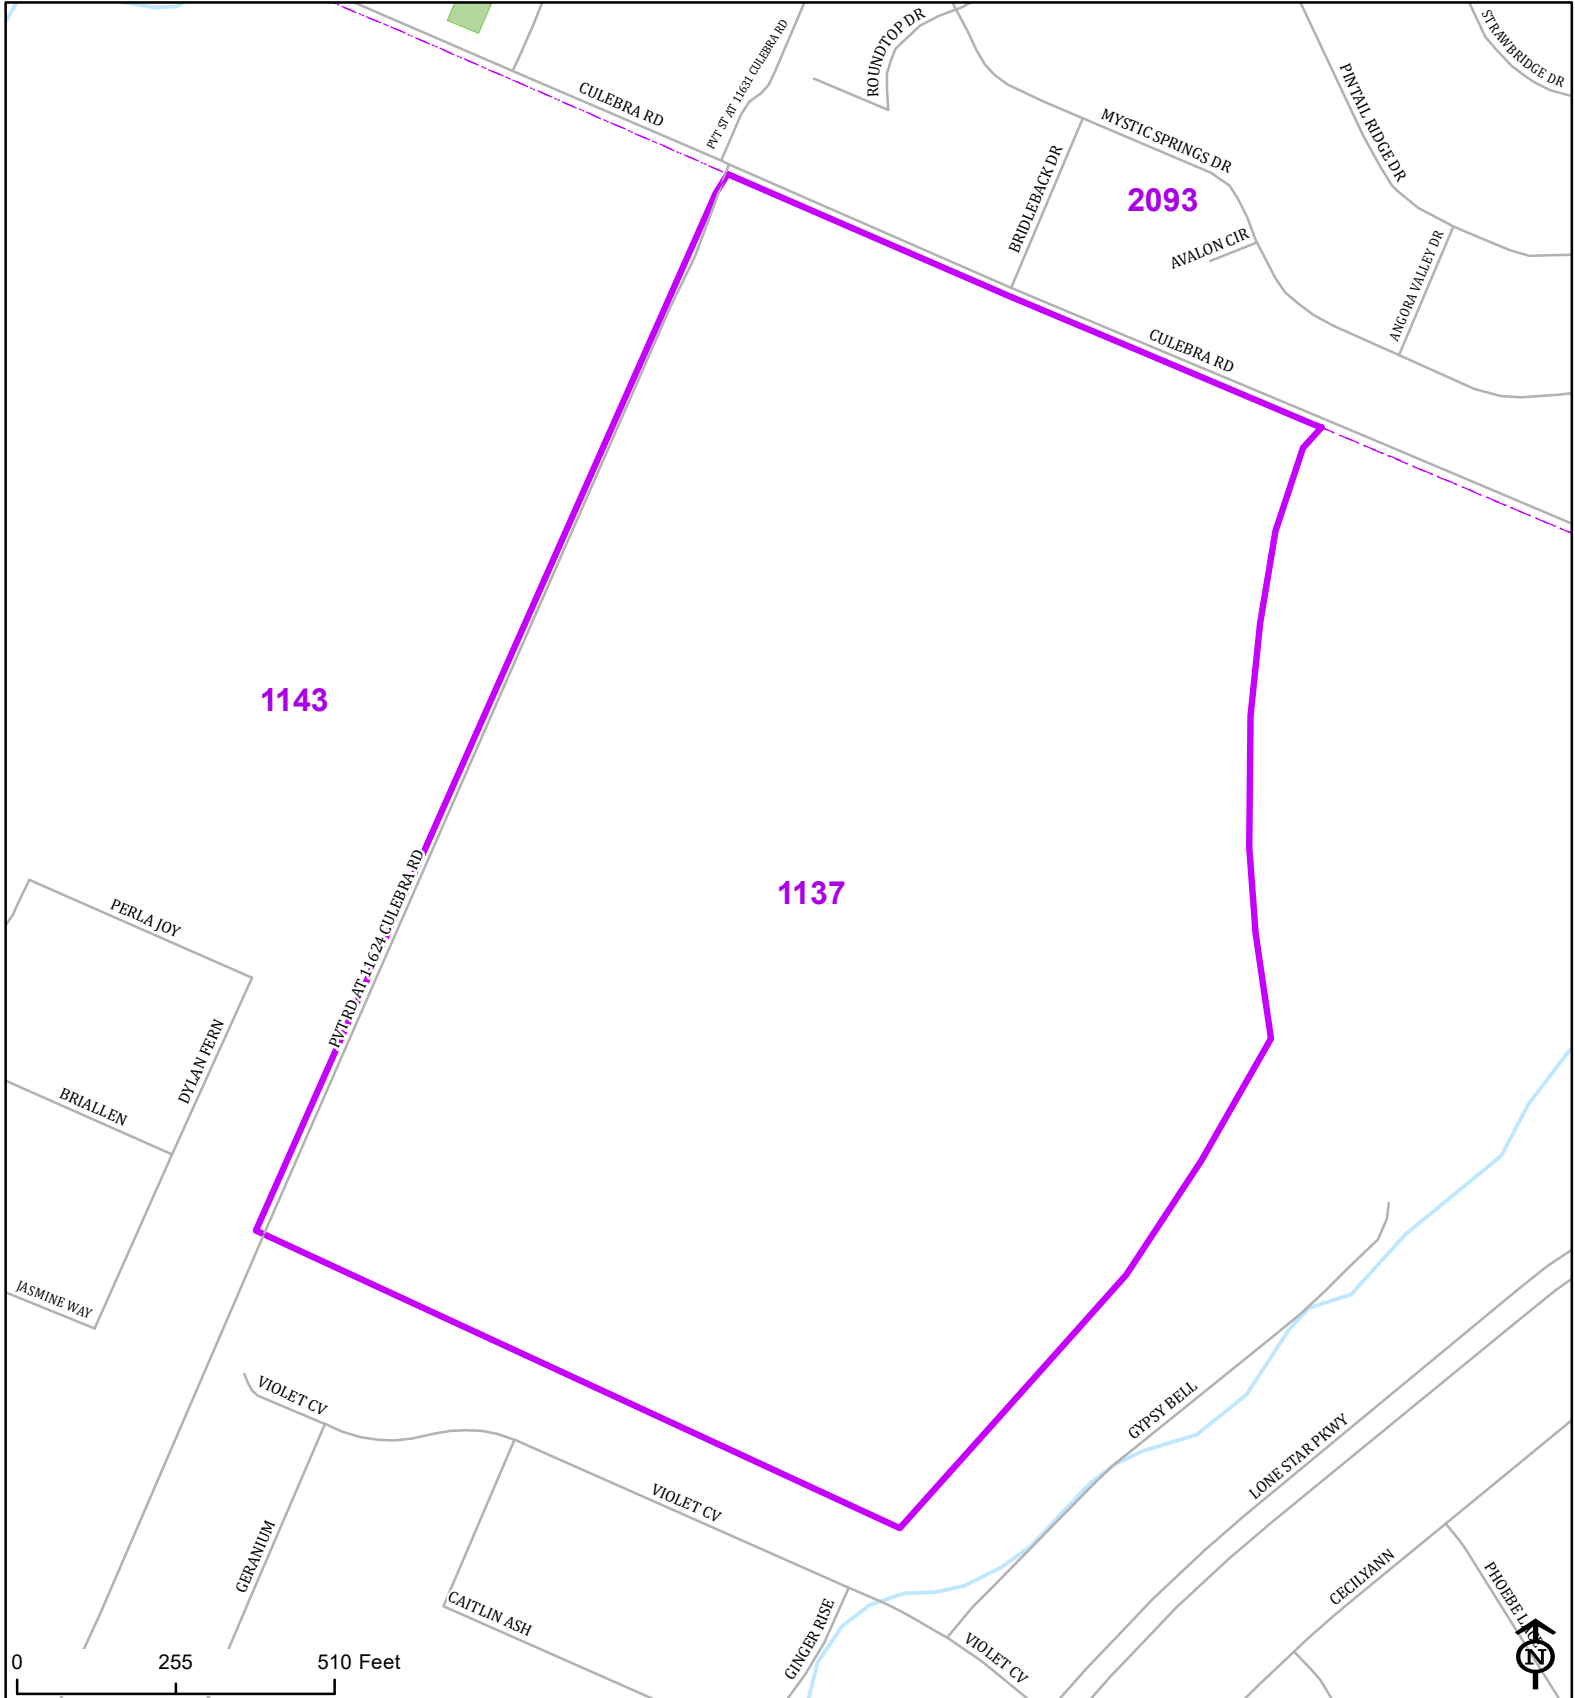 STRAWBRIDGE DR
ROUNDTOP DR
PVT ST AT 11631 CULEBRA RD
CULEBRA RD
PINTAIL RIDGE DR
MYSTIC SPRINGS DR
BRIDLEBACK DR
2093
AVALON CIR
ANGORA VALLEY DR
CULEBRA RD
1143
1137
PVT RD AT 11624 CULEBRA RD
PERLA JOY
DYLAN FERN
BRIALLEN
JASMINE WAY
VIOLET CV
GYPSY BELL
LONE STAR PKWY
VIOLET CV
GERANIUM
CAITLIN ASH
CECILYANN
PHOEBE
GINGER RISE
VIOLET CV
0 255 510 Feet
N